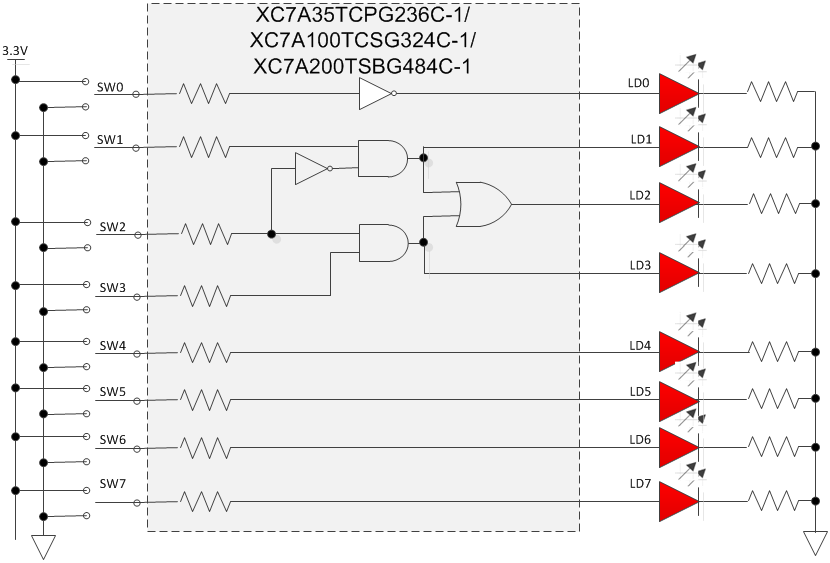 XC7A35TCPG236C-1/
XC7A100TCSG324C-1/
XC7A200TSBG484C-1
3.3V
SW0
LD0
SW1
LD1
SW2
LD2
SW3
LD3
SW4
LD4
SW5
LD5
SW6
LD6
SW7
LD7